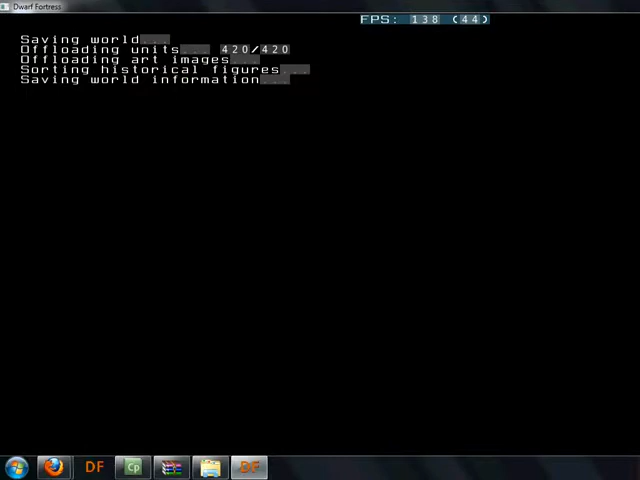 Dwarf Fortress
FPS: 138 (44)
Saving world...
Offloading units... 420/420
Offloading art images...
Sorting historical figures...
Saving world information...
DF
Cp
DF